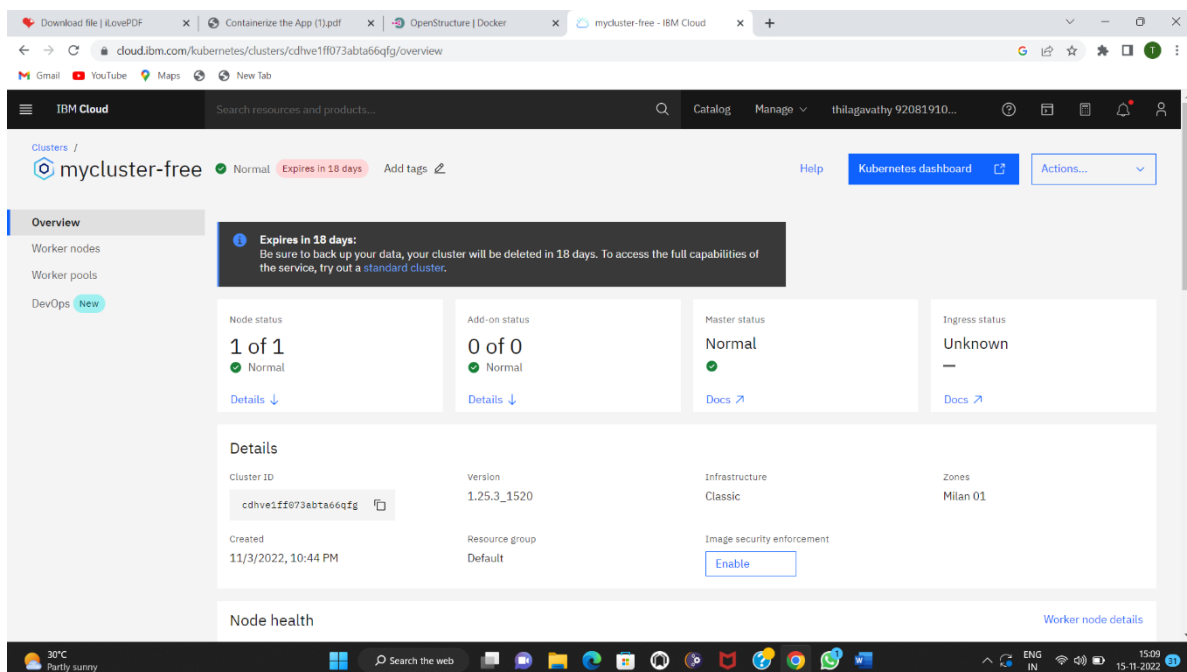 Download file | iLovePDF
Containerize the App (1).pdf
OpenStructure | Docker
mycluster-free - IBM Cloud
cloud.ibm.com/kubernetes/clusters/cdhve1ff073abta66qfg/overview
T
Gmail
YouTube
Maps
New Tab
IBM Cloud
Search resources and products...
Catalog
Manage
thilagavathy 92081910...
Clusters /
mycluster-free
Normal
Expires in 18 days
Add tags
Help
Kubernetes dashboard
Actions...
Overview
Worker nodes
Worker pools
DevOps New
Expires in 18 days:
Be sure to back up your data, your cluster will be deleted in 18 days. To access the full capabilities of
the service, try out a standard cluster.
Node status
1 of 1
Normal
Details
Add-on status
0 of 0
Normal
Details
Master status
Normal
Docs
Ingress status
Unknown
—
Docs
Details
Cluster ID
cdhve1ff073abta66qfg
Version
1.25.3_1520
Infrastructure
Classic
Zones
Milan 01
Created
11/3/2022, 10:44 PM
Resource group
Default
Image security enforcement
Enable
Node health
Worker node details
30°C
Partly sunny
Search the web
ENG
IN
15:09
15-11-2022
31